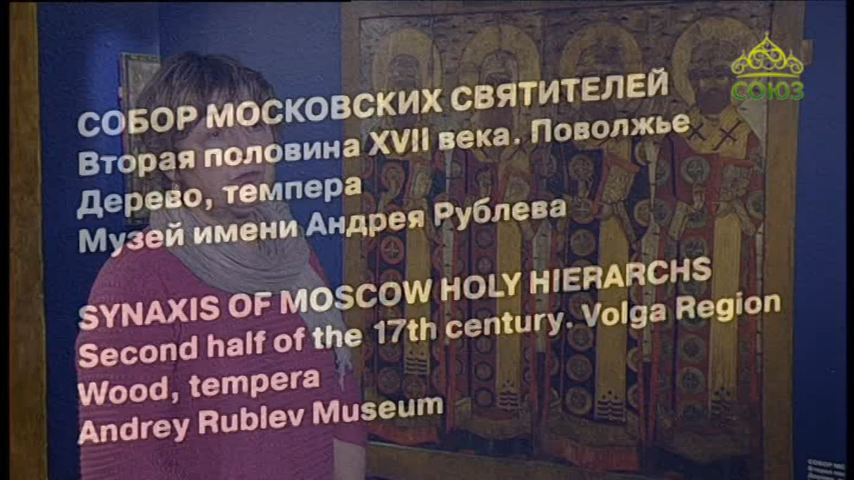 СОЮЗ
СОБОР МОСКОВСКИХ СВЯТИТЕЛЕЙ
Вторая половина XVII века. Поволжье
Дерево, темпера
Музей имени Андрея Рублева
SYNAXIS OF MOSCOW HOLY HIERARCHS
Second half of the 17th century. Volga Region
Wood, tempera
Andrey Rublev Museum